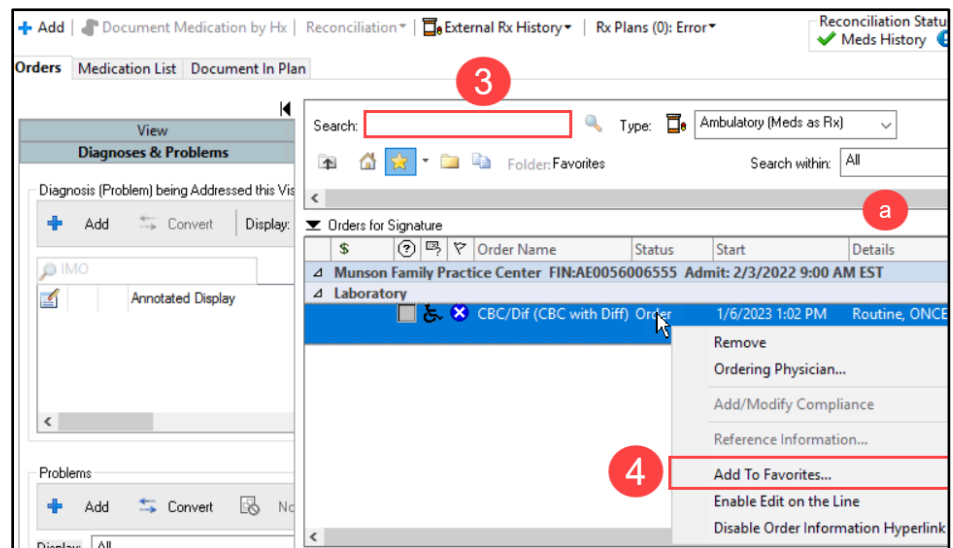 Add Document Medication by Hx Reconciliation External Rx History Rx Plans (0): Error
Reconciliation Statu
Meds History
Orders Medication List Document In Plan
3
View
Diagnoses & Problems
Diagnosis (Problem) being Addressed this Vis
Add Convert Display:
IMO
Annotated Display
Problems
Add Convert No
Display: All
Search: Type: Ambulatory (Meds as Rx)
Folder: Favorites Search within: All
a
Orders for Signature
$ Order Name Status Start Details
Munson Family Practice Center FIN:AE0056006555 Admit: 2/3/2022 9:00 AM EST
Laboratory
CBC/Dif (CBC with Diff) Order 1/6/2023 1:02 PM Routine, ONCE
Remove
Ordering Physician...
Add/Modify Compliance
Reference Information...
4
Add To Favorites...
Enable Edit on the Line
Disable Order Information Hyperlink